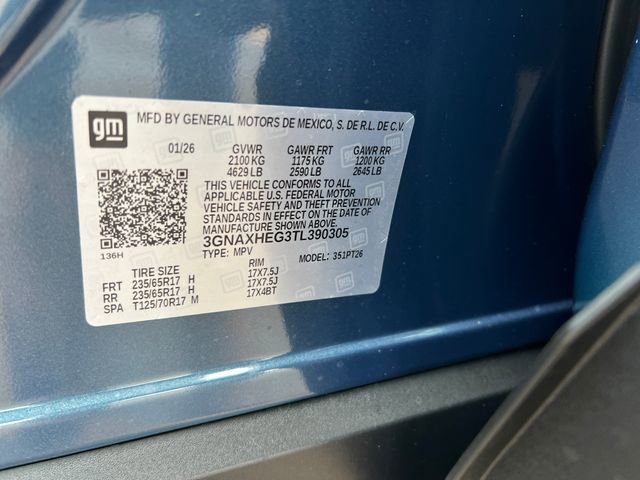 gm MFD BY GENERAL MOTORS DE MEXICO, S. DE R.L. DE C.V.
01/26 GVWR GAWR FRT GAWR RR
2100 KG 1175 KG 1200 KG
4629 LB 2590 LB 2645 LB
THIS VEHICLE CONFORMS TO ALL
APPLICABLE U.S. FEDERAL MOTOR
VEHICLE SAFETY AND THEFT PREVENTION
STANDARDS IN EFFECT ON THE DATE OF
MANUFACTURE SHOWN ABOVE.
3GNAXHEG3TL390305
136H TYPE: MPV MODEL: 351PT26
TIRE SIZE RIM
FRT 235/65R17 H 17X7.5J
RR 235/65R17 H 17X7.5J
SPA T125/70R17 M 17X4BT